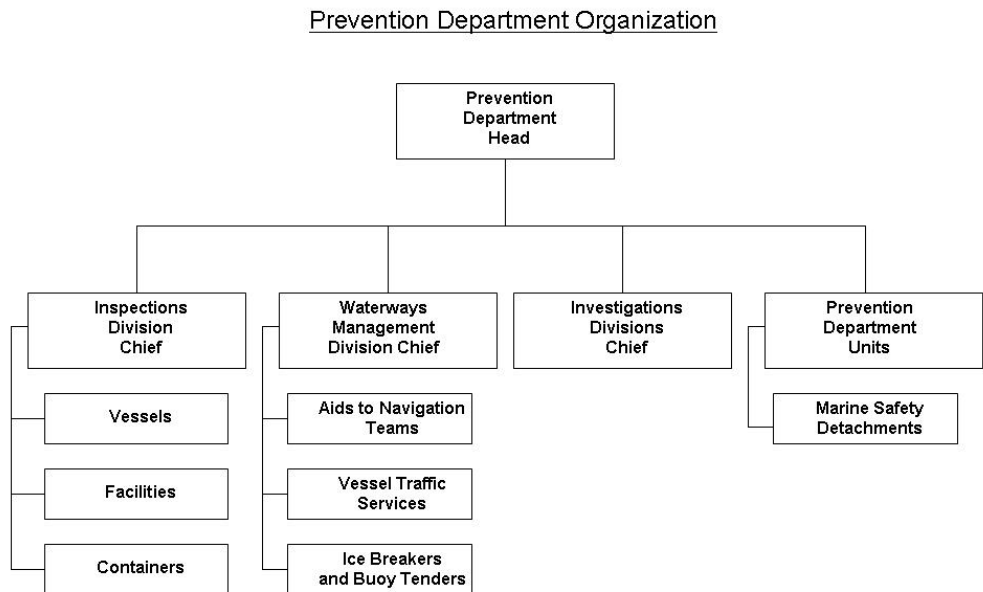 Prevention Department Organization
Prevention
Department
Head
Inspections
Division
Chief
Waterways
Management
Division Chief
Investigations
Divisions
Chief
Prevention
Department
Units
Vessels
Aids to Navigation
Teams
Marine Safety
Detachments
Facilities
Vessel Traffic
Services
Containers
Ice Breakers
and Buoy Tenders